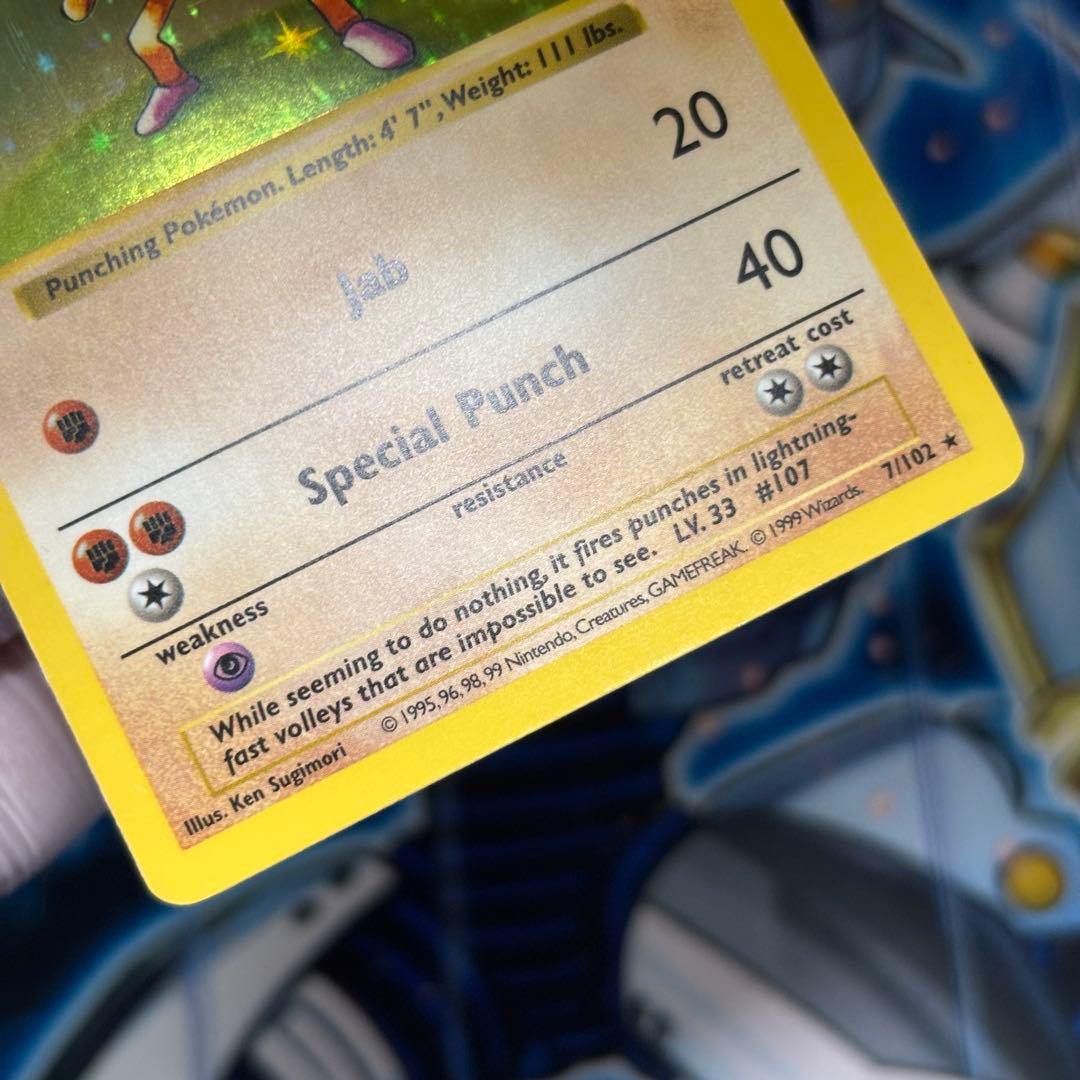 Punching Pokémon. Length: 4' 7", Weight: 111 lbs.
Jab 20
Special Punch 40
weakness resistance retreat cost
While seeming to do nothing, it fires punches in lightning-
fast volleys that are impossible to see. LV. 33 #107
Illus. Ken Sugimori © 1995, 96, 98, 99 Nintendo, Creatures, GAMEFREAK. © 1999 Wizards. 7/102 ★